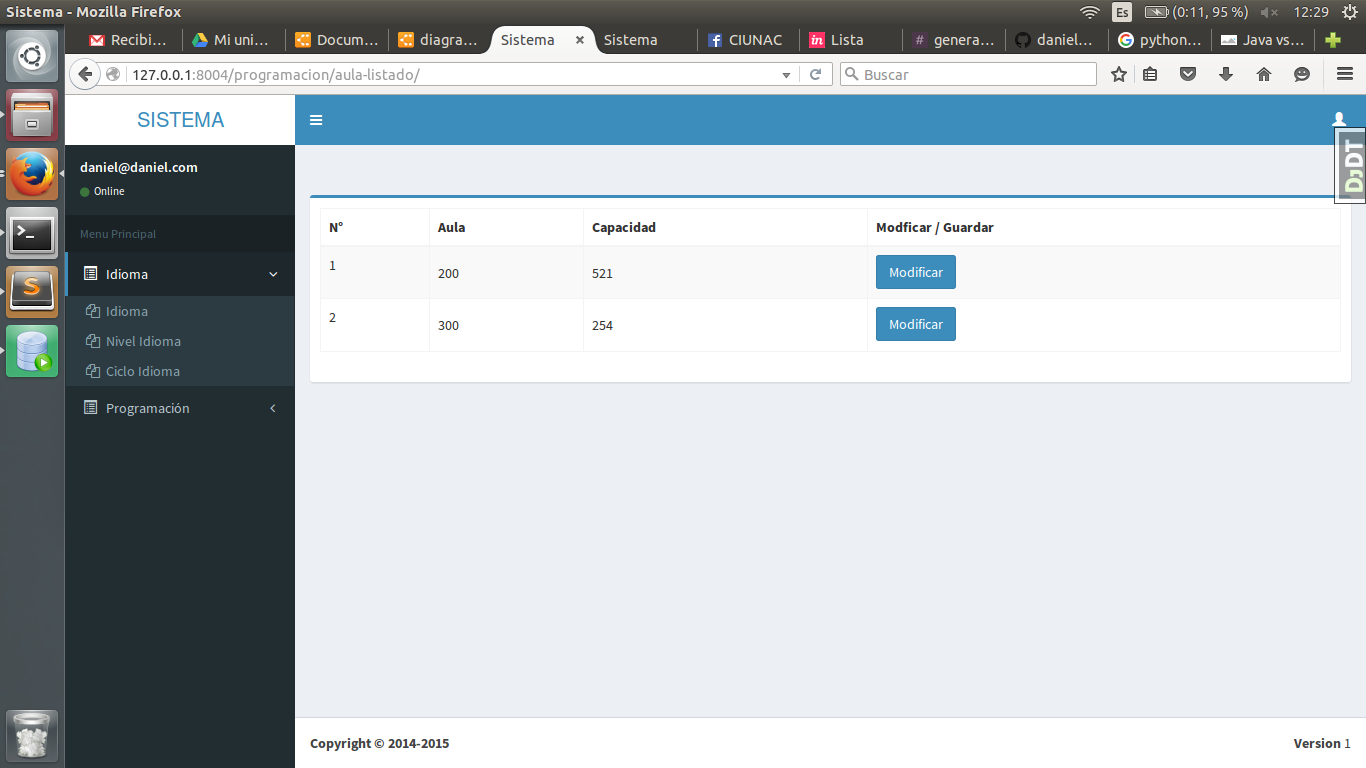 Sistema - Mozilla Firefox
Es (0:11, 95 %) 12:29
Recibi... Mi uni... Docum... diagra... Sistema × Sistema CIUNAC Lista genera... daniel... python... Java vs...
127.0.0.1:8004/programacion/aula-listado/ Buscar
SISTEMA
DjDT
daniel@daniel.com
Online
Menu Principal
Idioma
Idioma
Nivel Idioma
Ciclo Idioma
Programación
N° Aula Capacidad Modficar / Guardar
1 200 521 Modificar
2 300 254 Modificar
Copyright © 2014-2015 Version 1